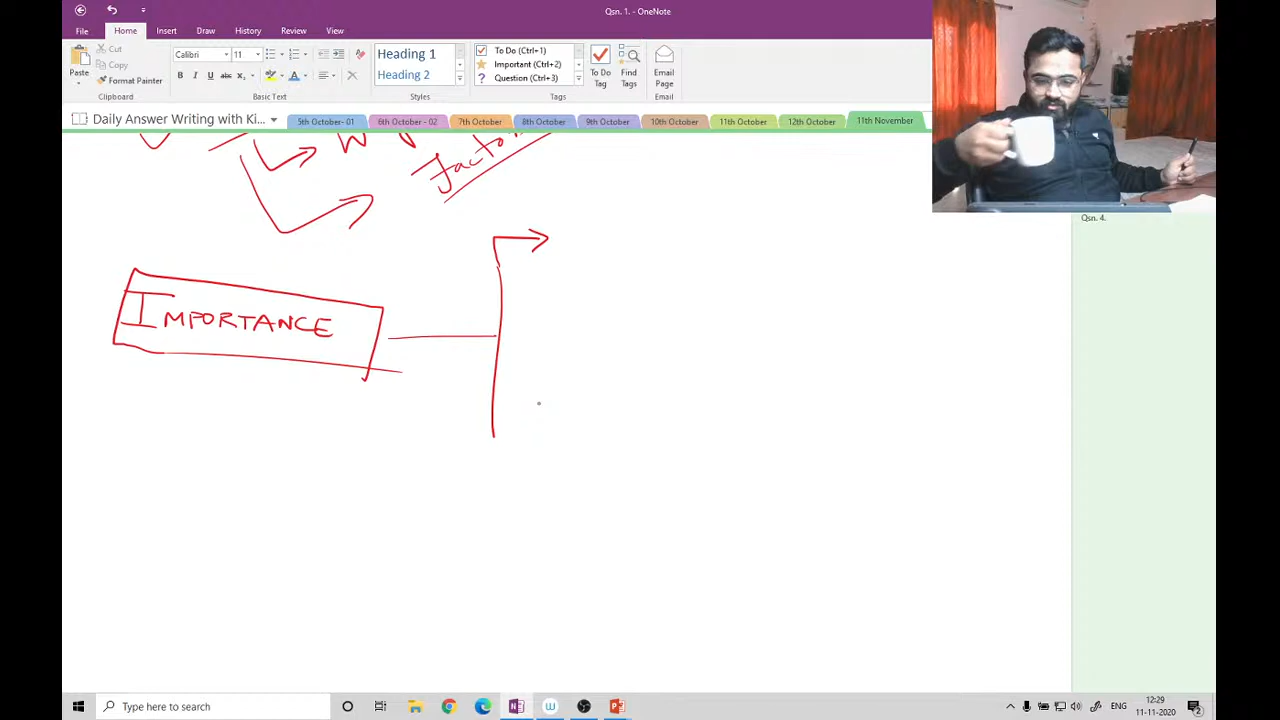 Qsn. 1. - OneNote
File Home Insert Draw History Review View
Paste
Cut
Copy
Format Painter
Clipboard
Calibri 11
B I U abc x₂ A
Basic Text
Heading 1
Heading 2
Styles
To Do (Ctrl+1)
Important (Ctrl+2)
Question (Ctrl+3)
Tags
To Do Tag
Find Tags
Email Page
Email
Daily Answer Writing with Ki...
5th October- 01 6th October - 02 7th October 8th October 9th October 10th October 11th October 12th October 11th November
Qsn. 4.
IMPORTANCE
Type here to search
ENG
12:29
11-11-2020
2